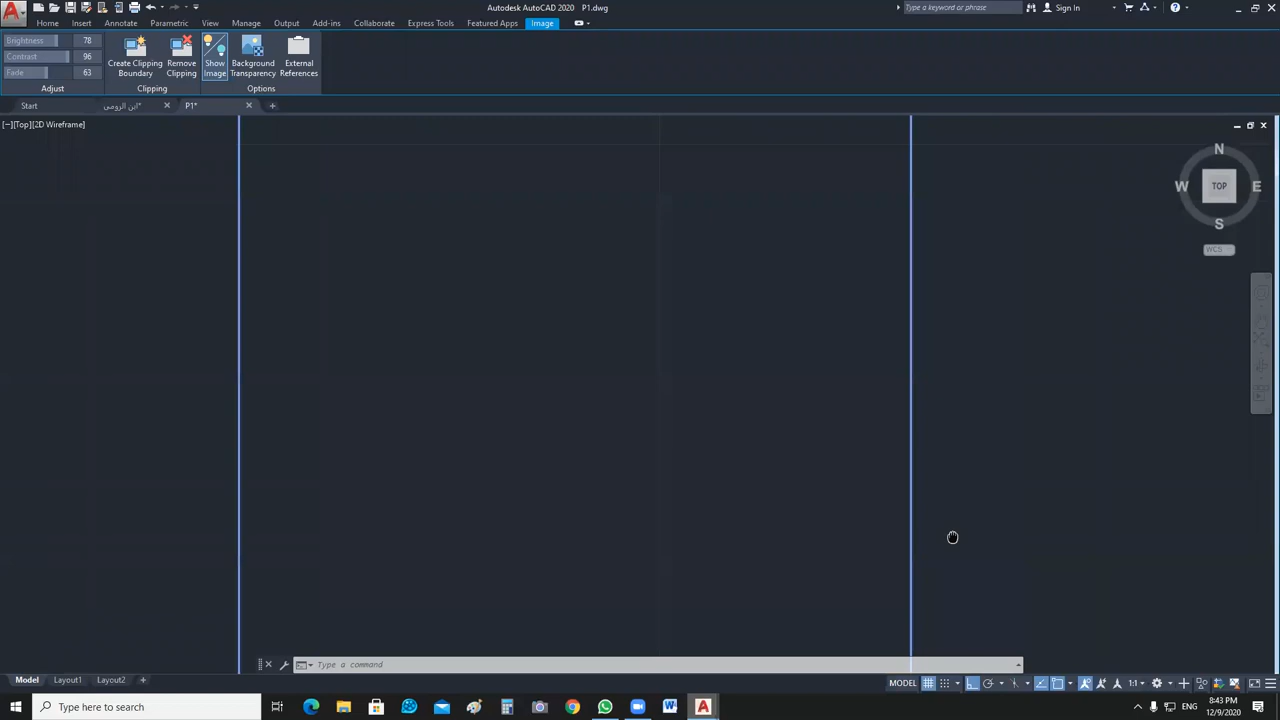 Autodesk AutoCAD 2020 P1.dwg
Type a keyword or phrase
Sign In
Home Insert Annotate Parametric View Manage Output Add-ins Collaborate Express Tools Featured Apps Image
Brightness 78
Contrast 96
Fade 63
Create Clipping Boundary
Remove Clipping
Show Image
Background Transparency
External References
Adjust Clipping Options
Start ابن الرومي* P1*
[−][Top][2D Wireframe]
N
W TOP E
S
WCS
Type a command
Model Layout1 Layout2
MODEL 1:1
Type here to search
ENG
8:43 PM
12/9/2020